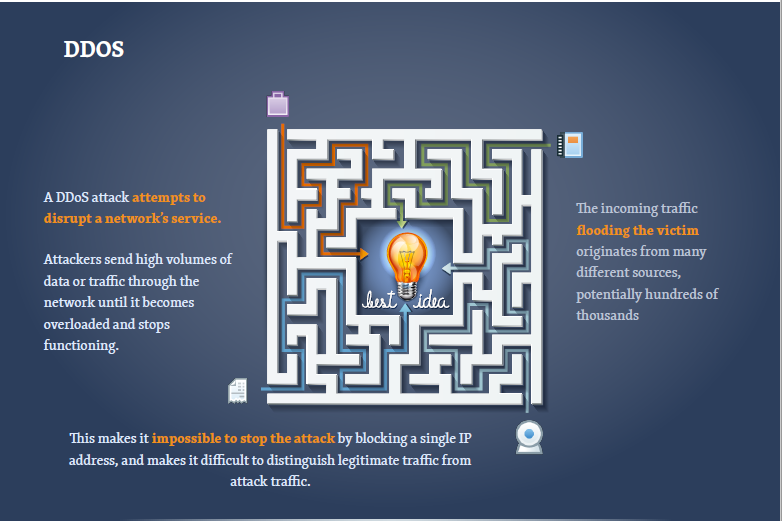 DDOS
A DDoS attack attempts to
disrupt a network's service.
Attackers send high volumes of
data or traffic through the
network until it becomes
overloaded and stops
functioning.
best idea
The incoming traffic
flooding the victim
originates from many
different sources,
potentially hundreds of
thousands
This makes it impossible to stop the attack by blocking a single IP
address, and makes it difficult to distinguish legitimate traffic from
attack traffic.